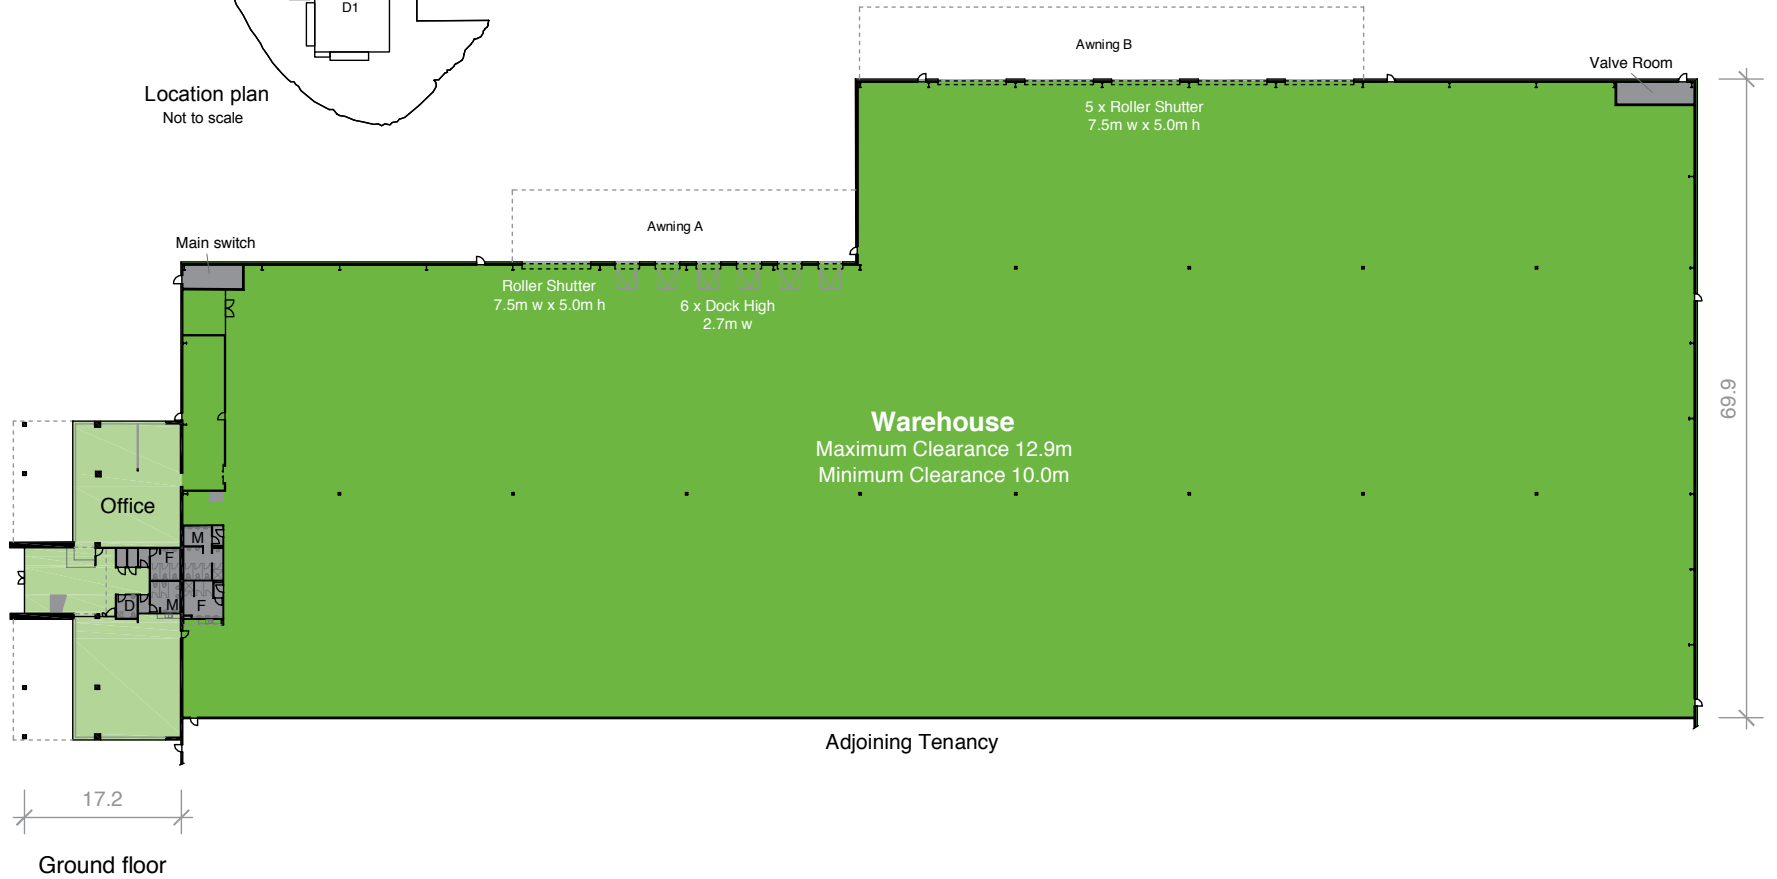 D1
Location plan
Not to scale
Awning B
Valve Room
5 x Roller Shutter
7.5m w x 5.0m h
Awning A
Main switch
Roller Shutter
7.5m w x 5.0m h
6 x Dock High
2.7m w
69.9
Warehouse
Maximum Clearance 12.9m
Minimum Clearance 10.0m
Office
M
F
D
M
F
Adjoining Tenancy
17.2
Ground floor